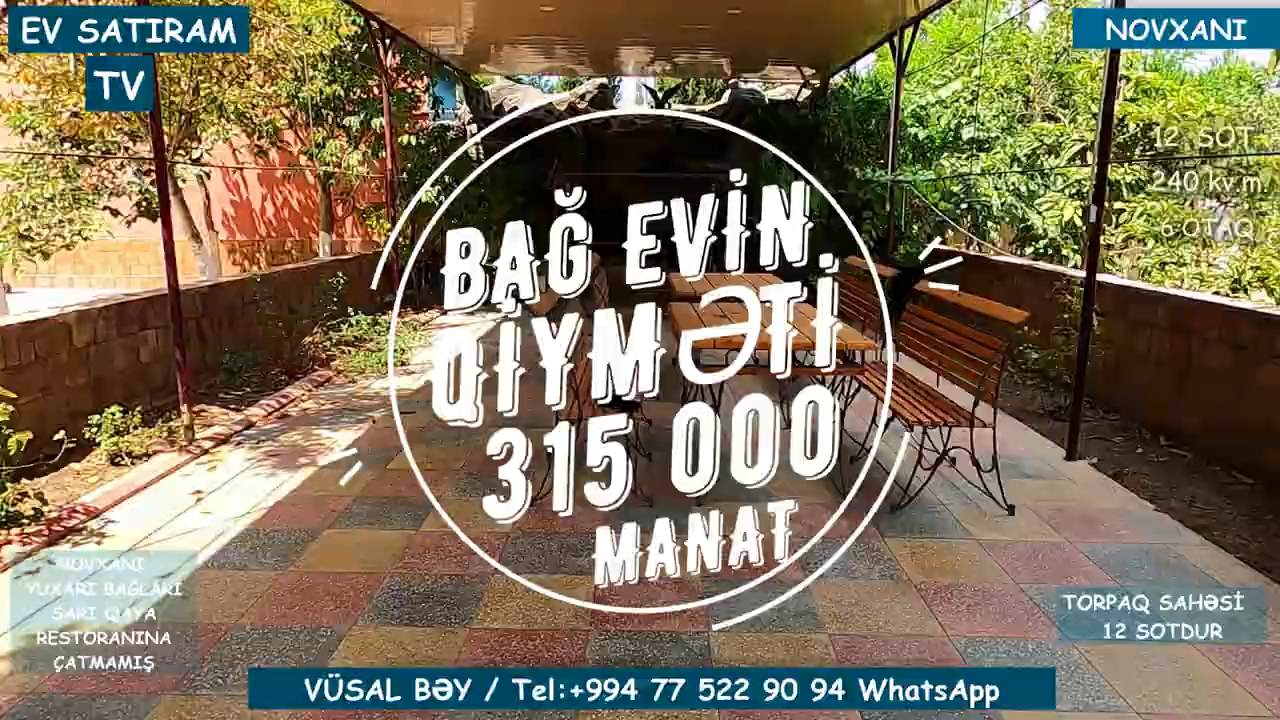 EV SATIRAM
TV
NOVXANI
12 SOT
240 kv.m.
6 OTAQ
BAĞ EVİN
QİYMƏTİ
315 000
MANAT
NOVXANI
YUXARI BAĞLARI
SARI QAYA
RESTORANINA
ÇATMAMIŞ
TORPAQ SAHƏSİ
12 SOTDUR
VÜSAL BƏY / Tel:+994 77 522 90 94 WhatsApp